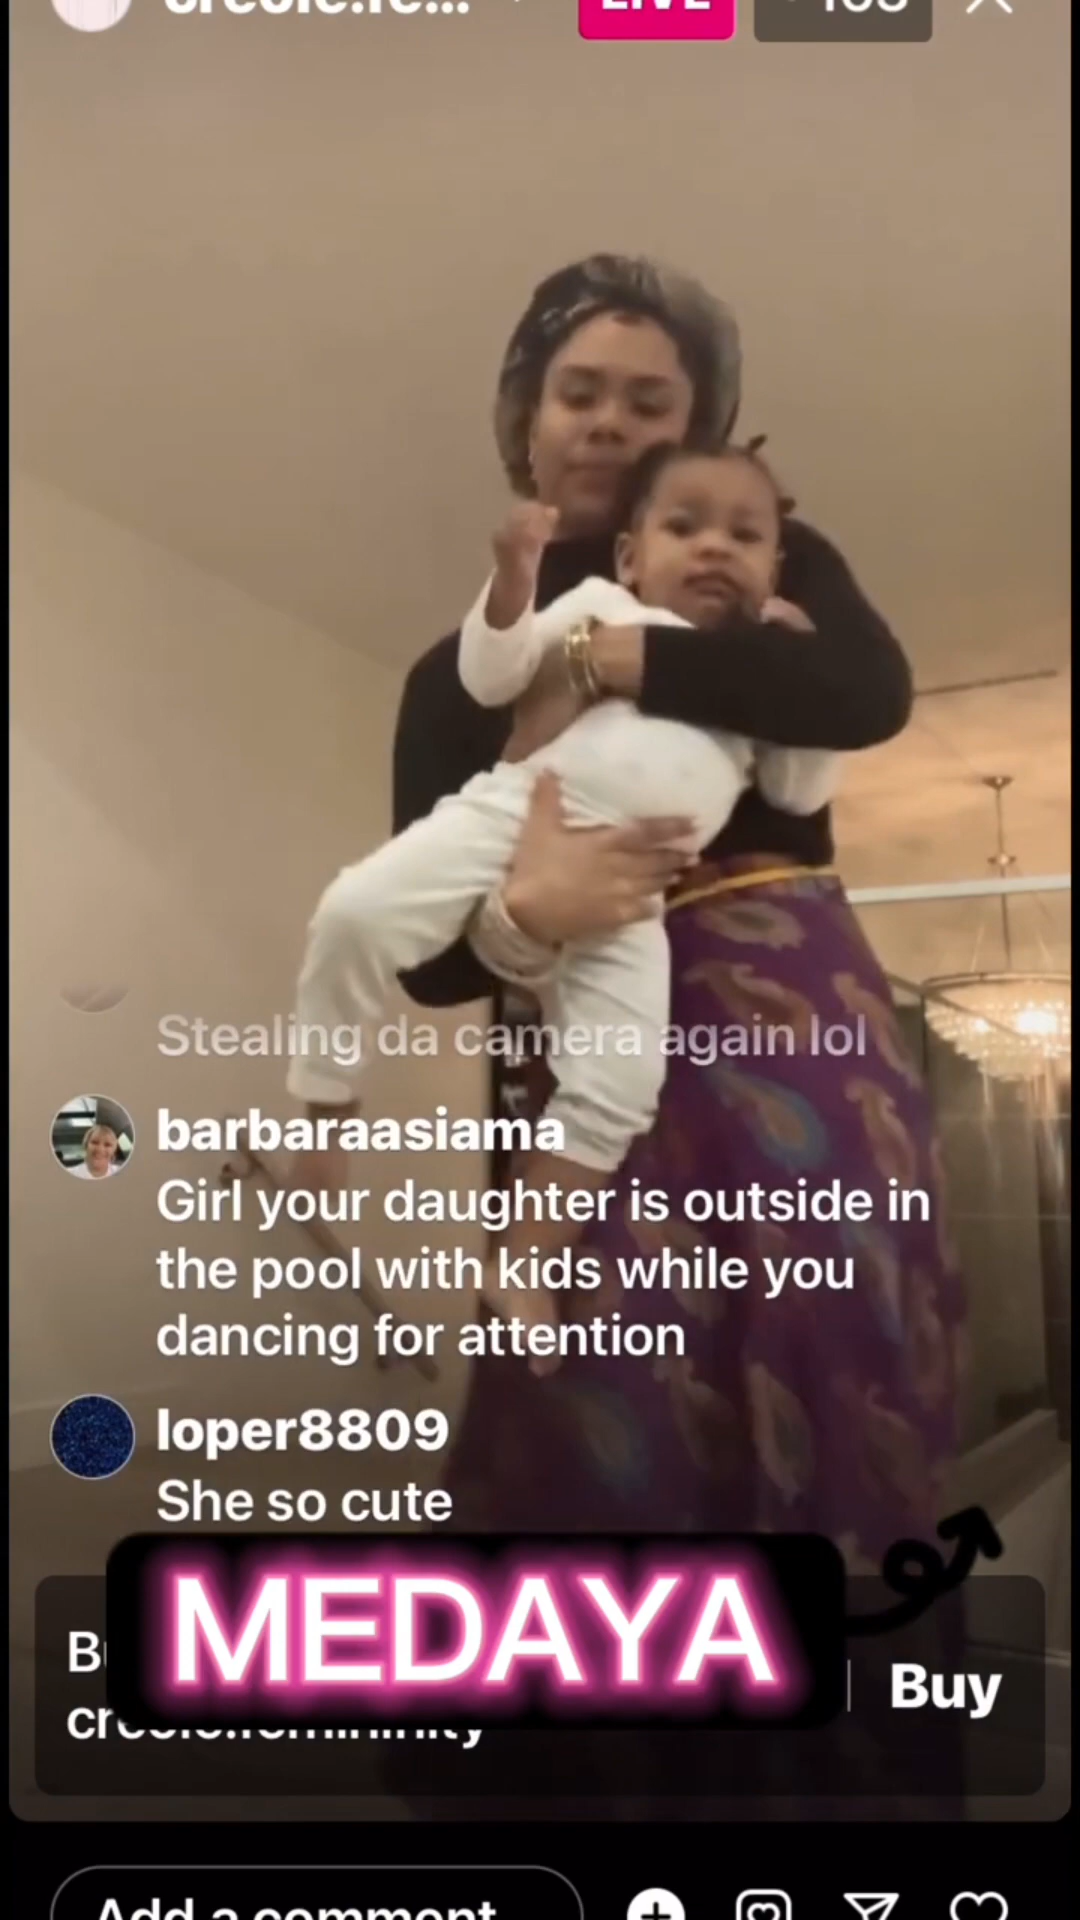 LIVE
Stealing da camera again lol
barbaraasiama
Girl your daughter is outside in
the pool with kids while you
dancing for attention
loper8809
She so cute
MEDAYA
Buy
Add a comment